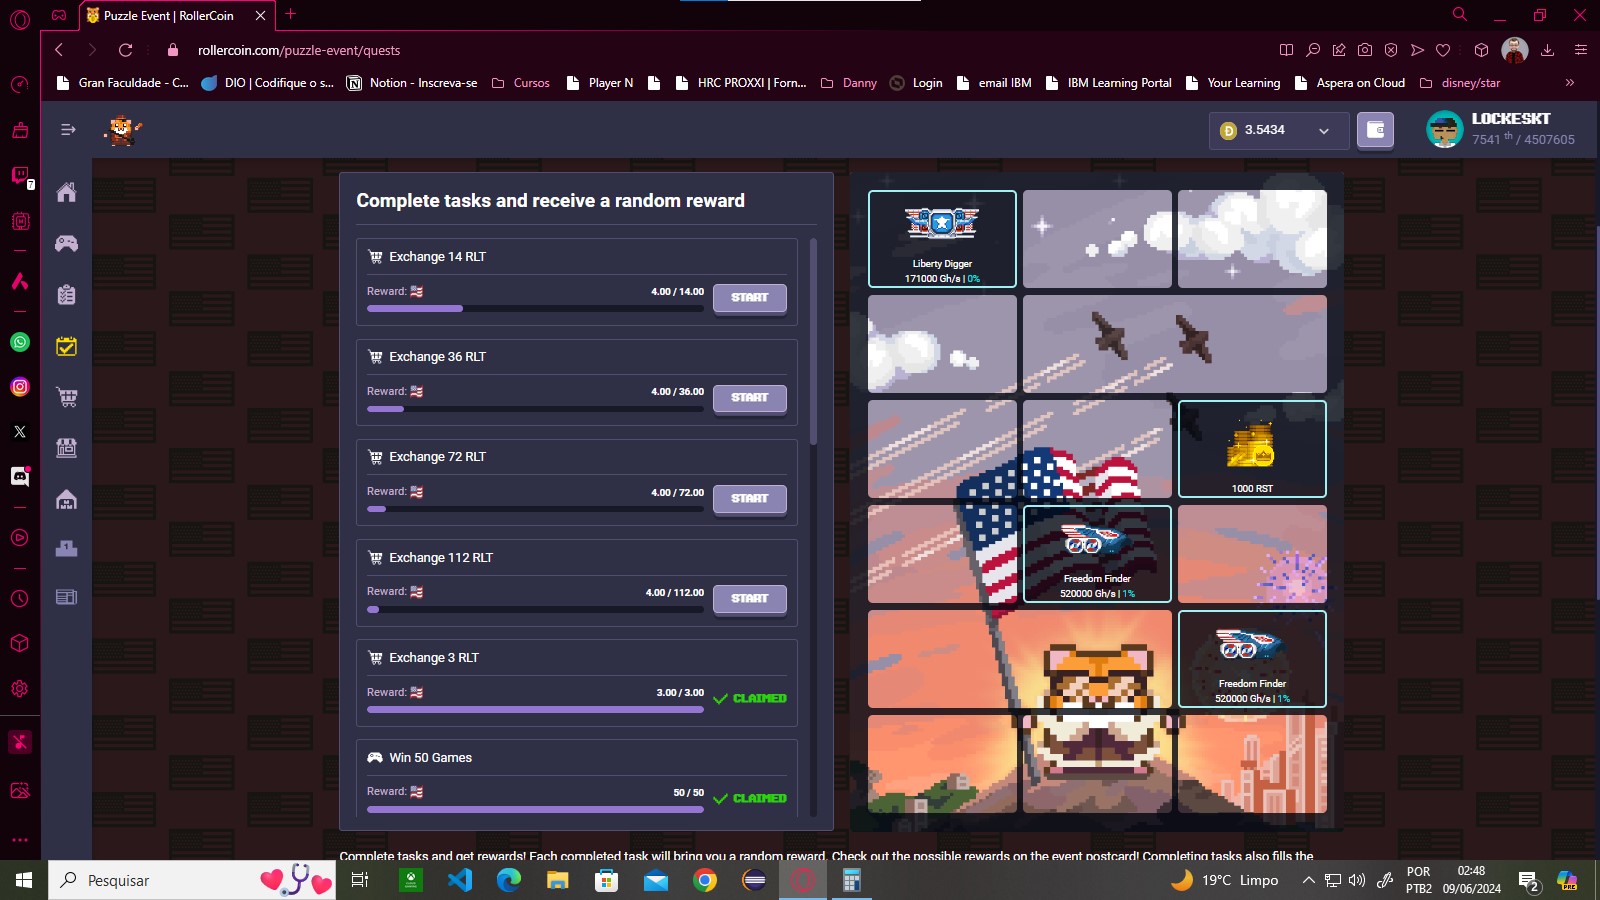 Puzzle Event | RollerCoin
rollercoin.com/puzzle-event/quests
Gran Faculdade - C...
DIO | Codifique o s...
Notion - Inscreva-se
Cursos
Player N
HRC PROXXI | Forn...
Danny
Login
email IBM
IBM Learning Portal
Your Learning
Aspera on Cloud
disney/star
3.5434
LOCKESKT
7541 th / 4507605
7
Complete tasks and receive a random reward
Exchange 14 RLT
Reward:
4.00 / 14.00
START
Exchange 36 RLT
Reward:
4.00 / 36.00
START
Exchange 72 RLT
Reward:
4.00 / 72.00
START
Exchange 112 RLT
Reward:
4.00 / 112.00
START
Exchange 3 RLT
Reward:
3.00 / 3.00
CLAIMED
Win 50 Games
Reward:
50 / 50
CLAIMED
Liberty Digger
171000 Gh/s | 0%
1000 RST
Freedom Finder
520000 Gh/s | 1%
Freedom Finder
520000 Gh/s | 1%
Complete tasks and get rewards! Each completed task will bring you a random reward. Check out the possible rewards on the event postcard! Completing tasks also fills the
Pesquisar
19°C Limpo
POR
PTB2
02:48
09/06/2024
2